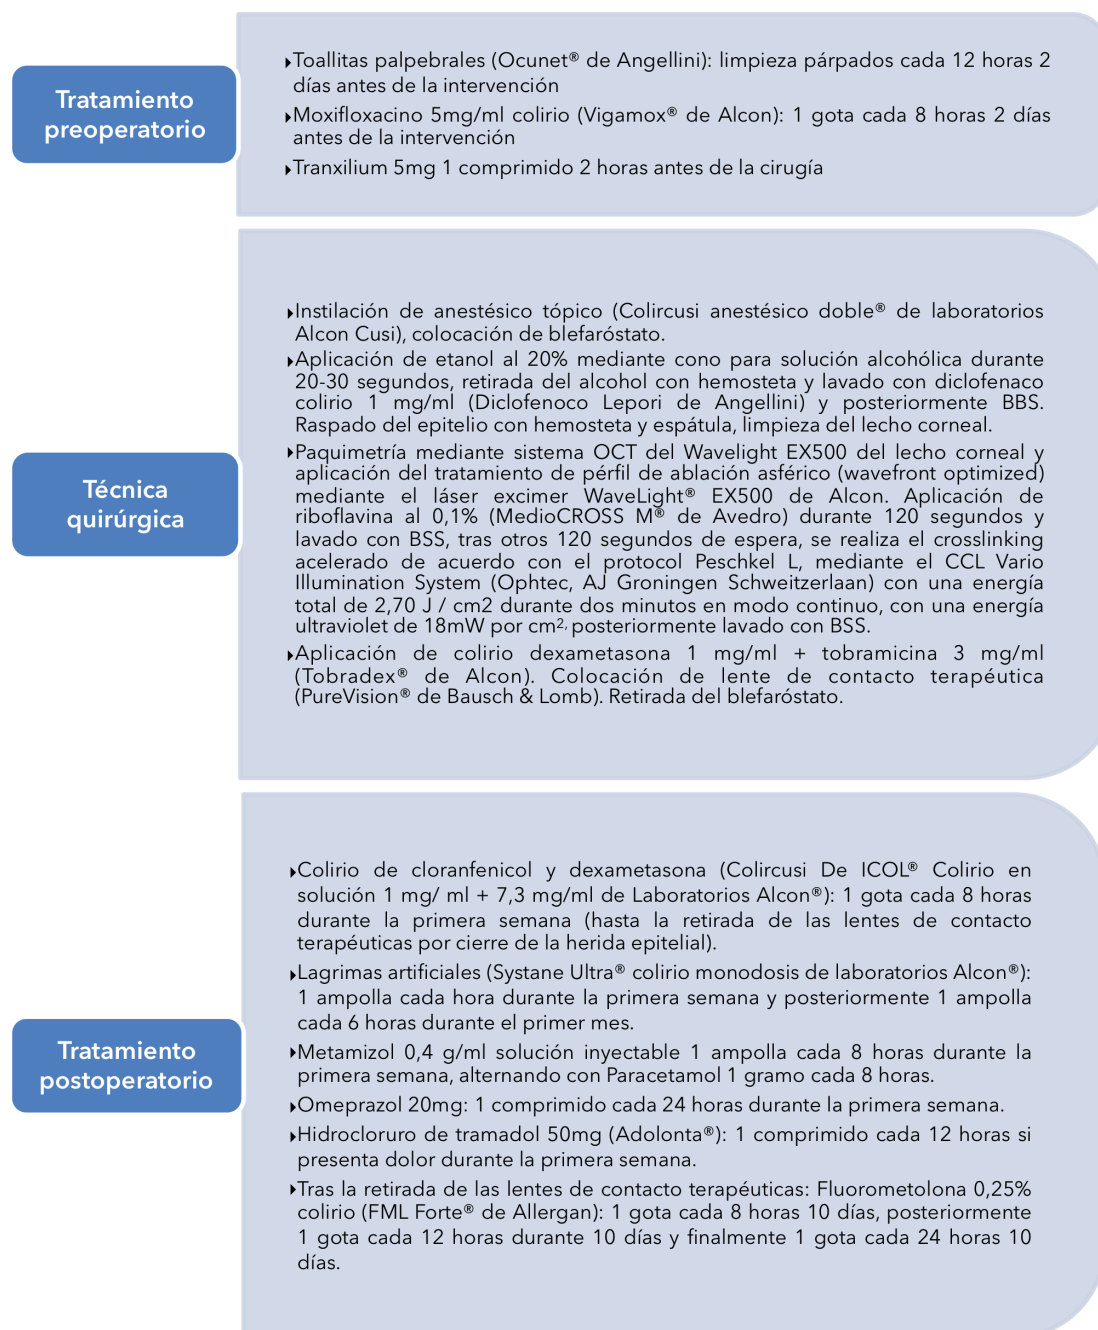 Tratamiento
preoperatorio
Toallitas palpebrales (Ocunet® de Angellini): limpieza párpados cada 12 horas 2
días antes de la intervención
Moxifloxacino 5mg/ml colirio (Vigamox® de Alcon): 1 gota cada 8 horas 2 días
antes de la intervención
Tranxilium 5mg 1 comprimido 2 horas antes de la cirugía
Técnica
quirúrgica
Instilación de anestésico tópico (Colircusi anestésico doble® de laboratorios
Alcon Cusi), colocación de blefaróstato.
Aplicación de etanol al 20% mediante cono para solución alcohólica durante
20-30 segundos, retirada del alcohol con hemosteta y lavado con diclofenaco
colirio 1 mg/ml (Diclofenoco Lepori de Angellini) y posteriormente BBS.
Raspado del epitelio con hemosteta y espátula, limpieza del lecho corneal.
Paquimetría mediante sistema OCT del Wavelight EX500 del lecho corneal y
aplicación del tratamiento de pérfil de ablación asférico (wavefront optimized)
mediante el láser excimer WaveLight® EX500 de Alcon. Aplicación de
riboflavina al 0,1% (MedioCROSS M® de Avedro) durante 120 segundos y
lavado con BSS, tras otros 120 segundos de espera, se realiza el crosslinking
acelerado de acuerdo con el protocol Peschkel L, mediante el CCL Vario
Illumination System (Ophtec, AJ Groningen Schweitzerlaan) con una energía
total de 2,70 J / cm2 durante dos minutos en modo continuo, con una energía
ultraviolet de 18mW por cm², posteriormente lavado con BSS.
Aplicación de colirio dexametasona 1 mg/ml + tobramicina 3 mg/ml
(Tobradex® de Alcon). Colocación de lente de contacto terapéutica
(PureVision® de Bausch & Lomb). Retirada del blefaróstato.
Tratamiento
postoperatorio
Colirio de cloranfenicol y dexametasona (Colircusi De ICOL® Colirio en
solución 1 mg/ ml + 7,3 mg/ml de Laboratorios Alcon®): 1 gota cada 8 horas
durante la primera semana (hasta la retirada de las lentes de contacto
terapéuticas por cierre de la herida epitelial).
Lagrimas artificiales (Systane Ultra® colirio monodosis de laboratorios Alcon®):
1 ampolla cada hora durante la primera semana y posteriormente 1 ampolla
cada 6 horas durante el primer mes.
Metamizol 0,4 g/ml solución inyectable 1 ampolla cada 8 horas durante la
primera semana, alternando con Paracetamol 1 gramo cada 8 horas.
Omeprazol 20mg: 1 comprimido cada 24 horas durante la primera semana.
Hidrocloruro de tramadol 50mg (Adolonta®): 1 comprimido cada 12 horas si
presenta dolor durante la primera semana.
Tras la retirada de las lentes de contacto terapéuticas: Fluorometolona 0,25%
colirio (FML Forte® de Allergan): 1 gota cada 8 horas 10 días, posteriormente
1 gota cada 12 horas durante 10 días y finalmente 1 gota cada 24 horas 10
días.